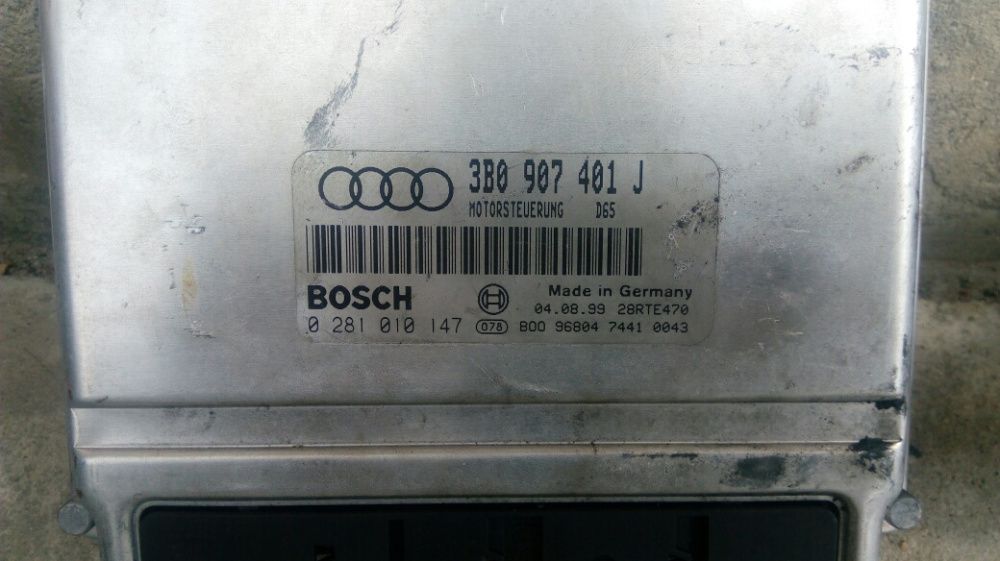 3B0 907 401 J
MOTORSTEUERUNG D65
BOSCH
Made in Germany
04.08.99 28RTE470
0 281 010 147 078 B00 96804 7441 0043